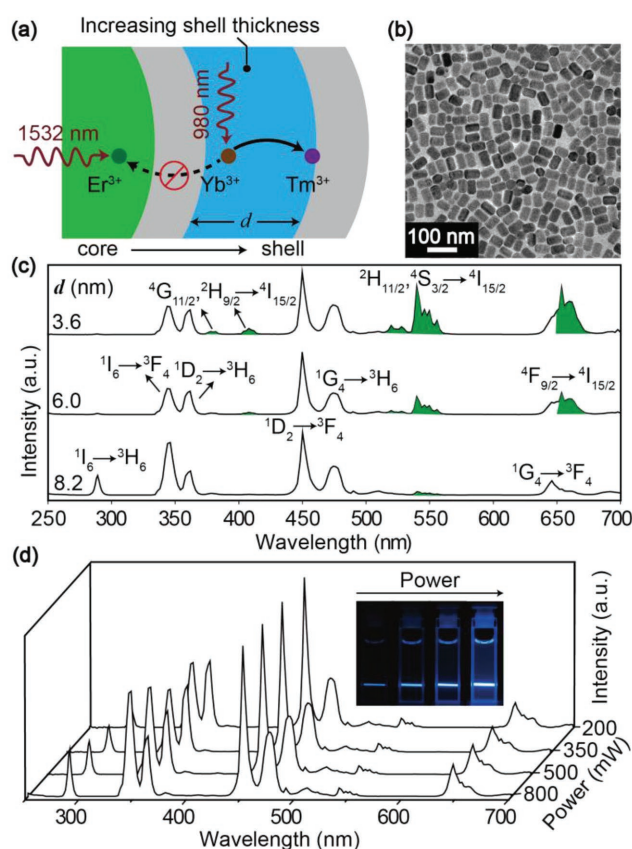 (a)
Increasing shell thickness
980 nm
1532 nm
Er³⁺
Yb³⁺
Tm³⁺
d
core
shell
(b)
100 nm
(c)
d (nm)
3.6
6.0
8.2
⁴G₁₁/₂, ²H₉/₂→⁴I₁₅/₂
²H₁₁/₂, ⁴S₃/₂→⁴I₁₅/₂
¹I₆→³F₄
¹D₂→³H₆
¹G₄→³H₆
⁴F₉/₂→⁴I₁₅/₂
¹I₆→³H₆
¹D₂→³F₄
¹G₄→³F₄
Intensity (a.u.)
250 300 350 400 450 500 550 600 650 700
Wavelength (nm)
(d)
Power
Intensity (a.u.)
200
350
500
800
Power (mW)
300 400 500 600 700
Wavelength (nm)